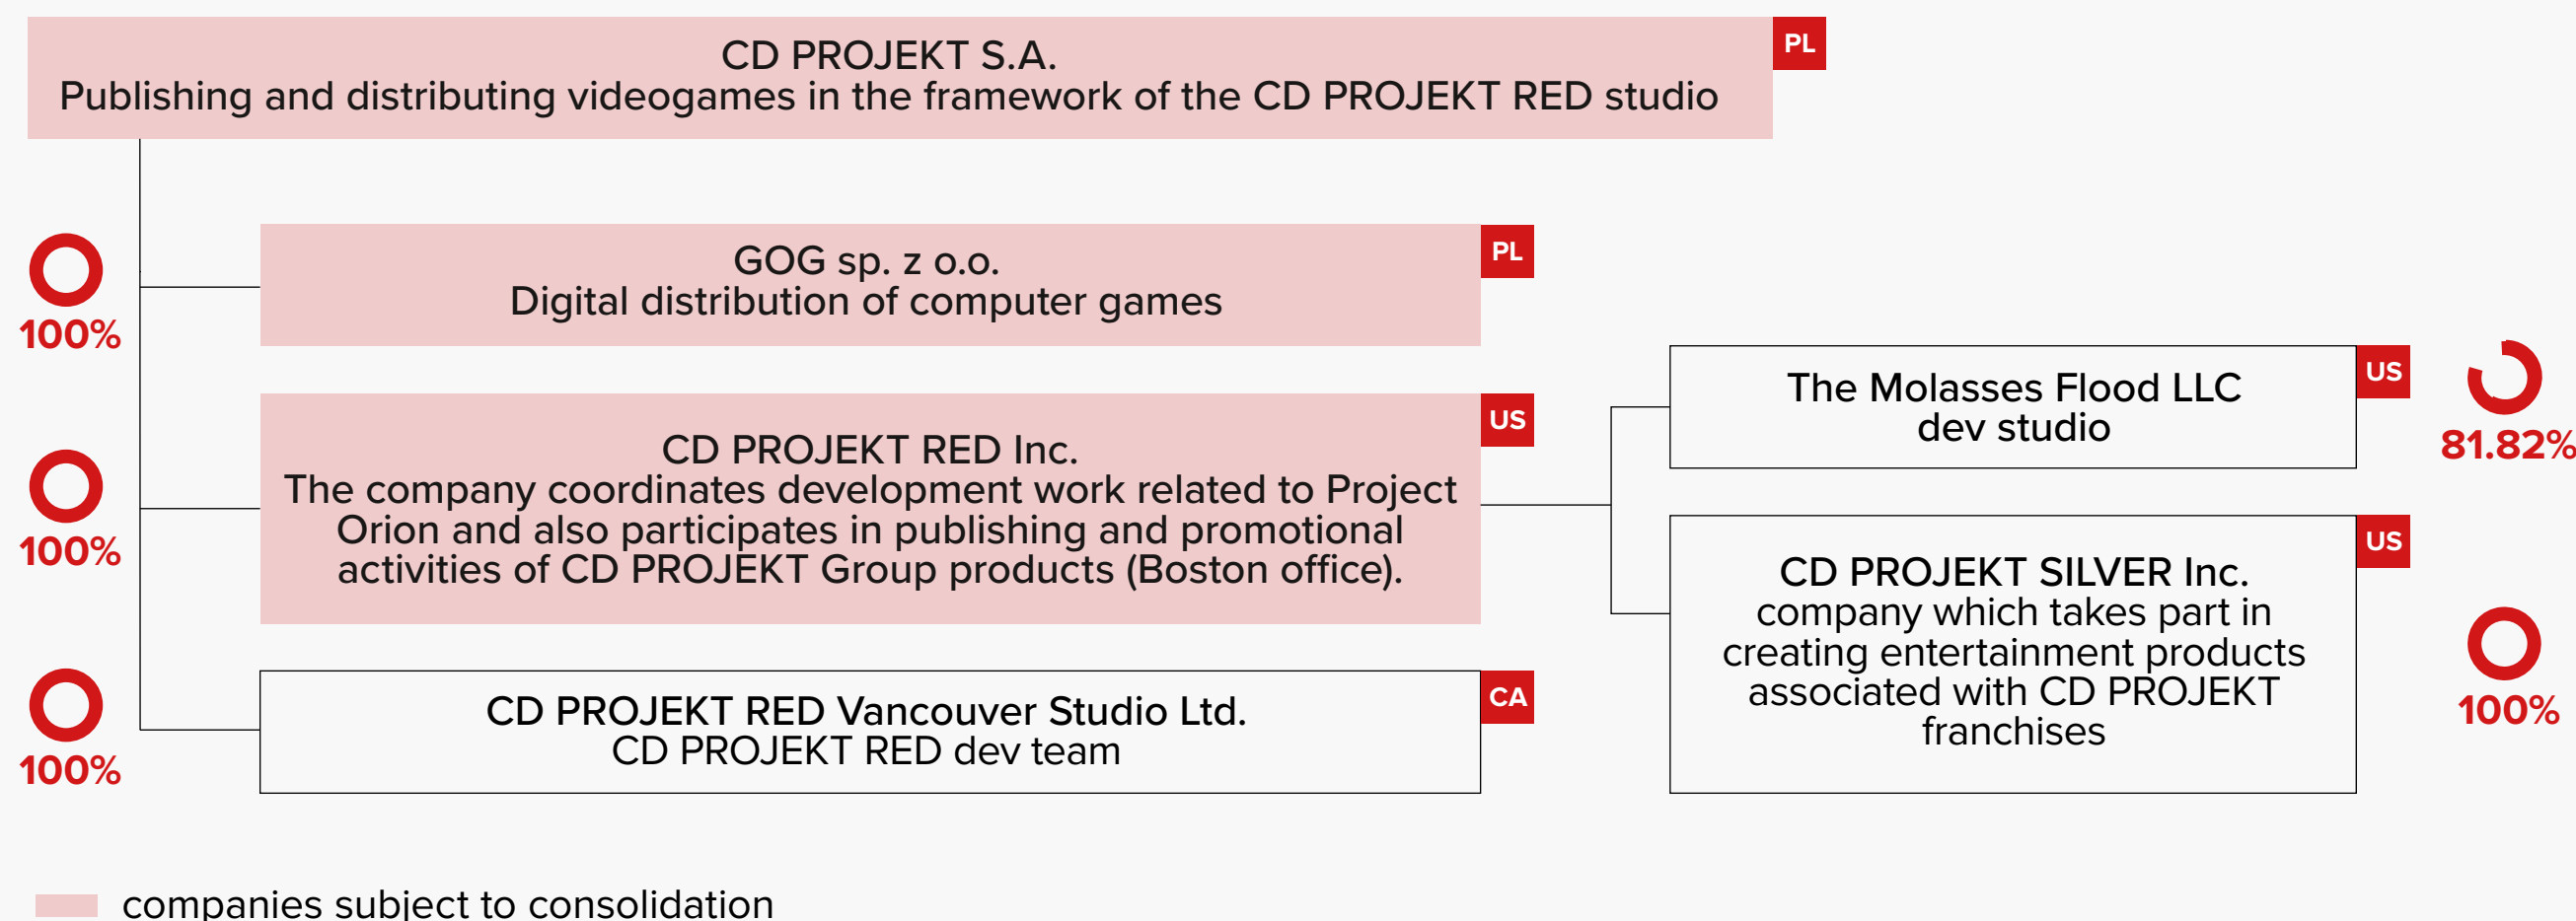 CD PROJEKT S.A.
Publishing and distributing videogames in the framework of the CD PROJEKT RED studio
PL
GOG sp. z o.o.
Digital distribution of computer games
PL
100%
CD PROJEKT RED Inc.
The company coordinates development work related to Project
Orion and also participates in publishing and promotional
activities of CD PROJEKT Group products (Boston office).
US
100%
CD PROJEKT RED Vancouver Studio Ltd.
CD PROJEKT RED dev team
CA
100%
The Molasses Flood LLC
dev studio
US
81.82%
CD PROJEKT SILVER Inc.
company which takes part in
creating entertainment products
associated with CD PROJEKT
franchises
US
100%
companies subject to consolidation